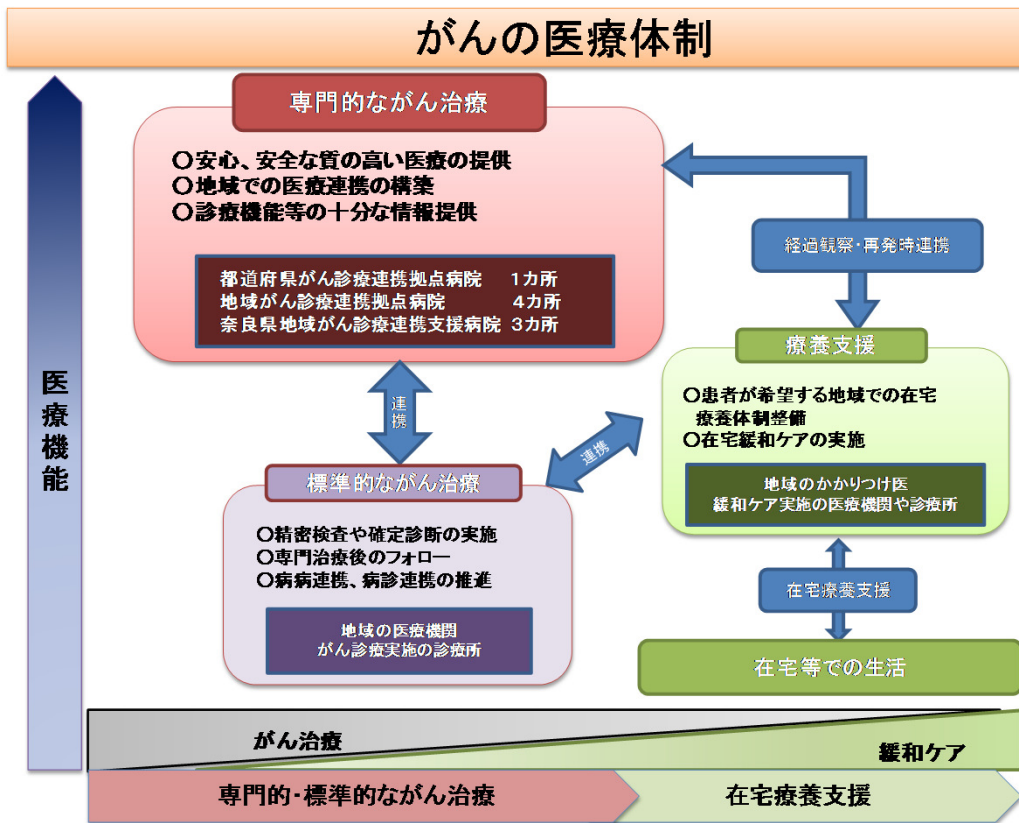 がんの医療体制
専門的ながん治療
〇安心、安全な質の高い医療の提供
〇地域での医療連携の構築
〇診療機能等の十分な情報提供
都道府県がん診療連携拠点病院 1カ所
地域がん診療連携拠点病院 4カ所
奈良県地域がん診療連携支援病院 3カ所
経過観察・再発時連携
医療機能
連携
療養支援
〇患者が希望する地域での在宅
療養体制整備
〇在宅緩和ケアの実施
地域のかかりつけ医
緩和ケア実施の医療機関や診療所
連携
標準的ながん治療
〇精密検査や確定診断の実施
〇専門治療後のフォロー
〇病病連携、病診連携の推進
地域の医療機関
がん診療実施の診療所
在宅療養支援
在宅等での生活
がん治療
緩和ケア
専門的・標準的ながん治療
在宅療養支援